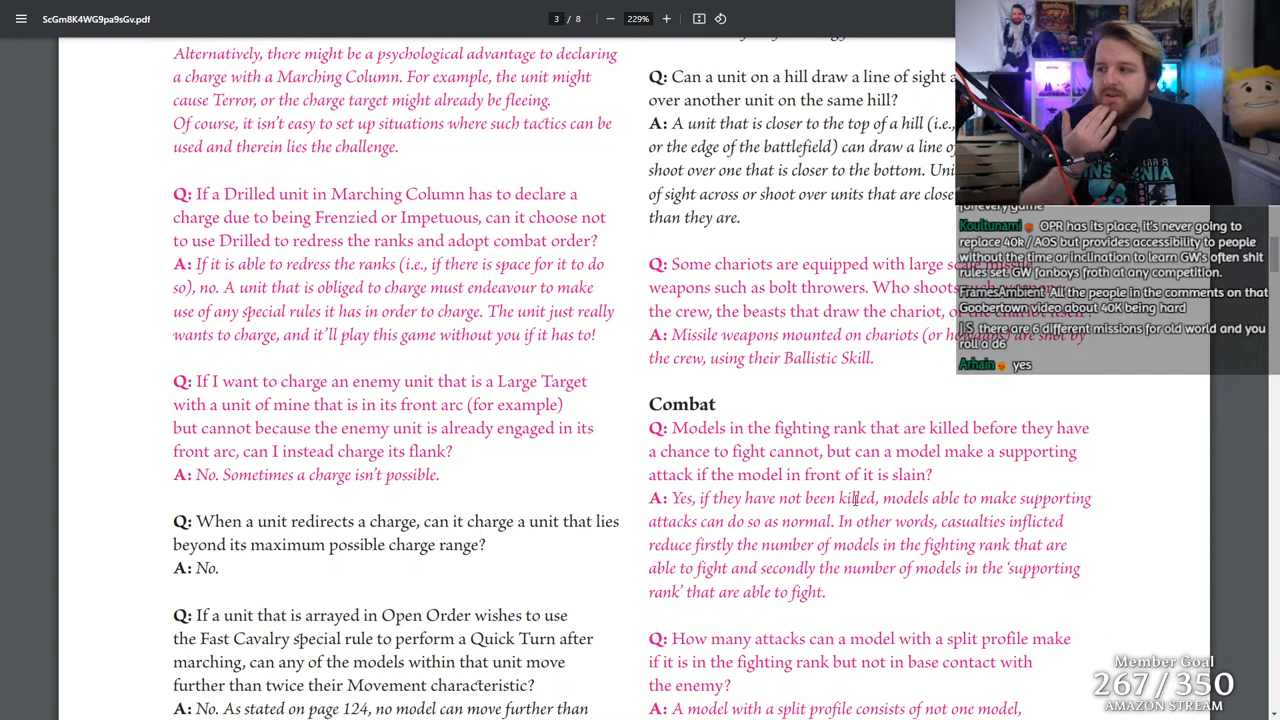 ScGm8K4WG9pa9sGv.pdf
3 / 8
229%
Alternatively, there might be a psychological advantage to declaring
a charge with a Marching Column. For example, the unit might
cause Terror, or the charge target might already be fleeing.
Of course, it isn't easy to set up situations where such tactics can be
used and therein lies the challenge.
Q: If a Drilled unit in Marching Column has to declare a
charge due to being Frenzied or Impetuous, can it choose not
to use Drilled to redress the ranks and adopt combat order?
A: If it is able to redress the ranks (i.e., if there is space for it to do
so), no. A unit that is obliged to charge must endeavour to make
use of any special rules it has in order to charge. The unit just really
wants to charge, and it'll play this game without you if it has to!
Q: If I want to charge an enemy unit that is a Large Target
with a unit of mine that is in its front arc (for example)
but cannot because the enemy unit is already engaged in its
front arc, can I instead charge its flank?
A: No. Sometimes a charge isn't possible.
Q: When a unit redirects a charge, can it charge a unit that lies
beyond its maximum possible charge range?
A: No.
Q: If a unit that is arrayed in Open Order wishes to use
the Fast Cavalry special rule to perform a Quick Turn after
marching, can any of the models within that unit move
further than twice their Movement characteristic?
A: No. As stated on page 124, no model can move further than
Q: Can a unit on a hill draw a line of sight
over another unit on the same hill?
A: A unit that is closer to the top of a hill (i.e.,
or the edge of the battlefield) can draw a line
shoot over one that is closer to the bottom.
of sight across or shoot over units that are
than they are.
Q: Some chariots are equipped with large scale missile
weapons such as bolt throwers. Who shoots
the crew, the beasts that draw the chariot,
A: Missile weapons mounted on chariots (or
the crew, using their Ballistic Skill.
Combat
Q: Models in the fighting rank that are killed before they have
a chance to fight cannot, but can a model make a supporting
attack if the model in front of it is slain?
A: Yes, if they have not been killed, models able to make supporting
attacks can do so as normal. In other words, casualties inflicted
reduce firstly the number of models in the fighting rank that are
able to fight and secondly the number of models in the 'supporting
rank' that are able to fight.
Q: How many attacks can a model with a split profile make
if it is in the fighting rank but not in base contact with
the enemy?
A: A model with a split profile consists of not one model,
INSOMNIA
for every game
Koultunami OPR has its place, it's never going to
replace 40k / AOS but provides accessibility to people
without the time or inclination to learn GW's often shit
rules set. GW fanboys froth at any competition.
FramesAmbient All the people in the comments on that
Goobertown vid about 40K being hard
J S there are 6 different missions for old world and you
roll a d6
Arhain yes
Member Goal
267 / 350
AMAZON STREAM